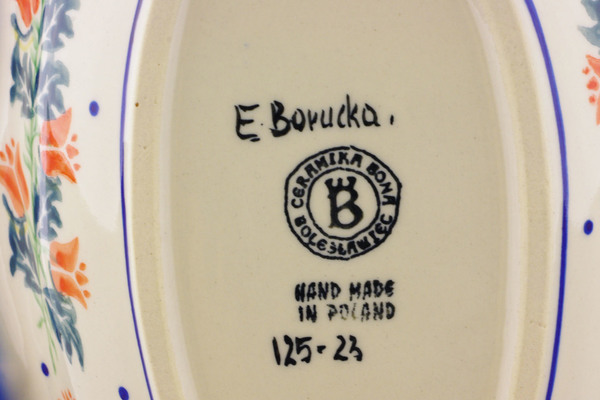 E. Borucka.
CERAMIKA BONA
B
BOLESŁAWIEC
HAND MADE
IN POLAND
125-23